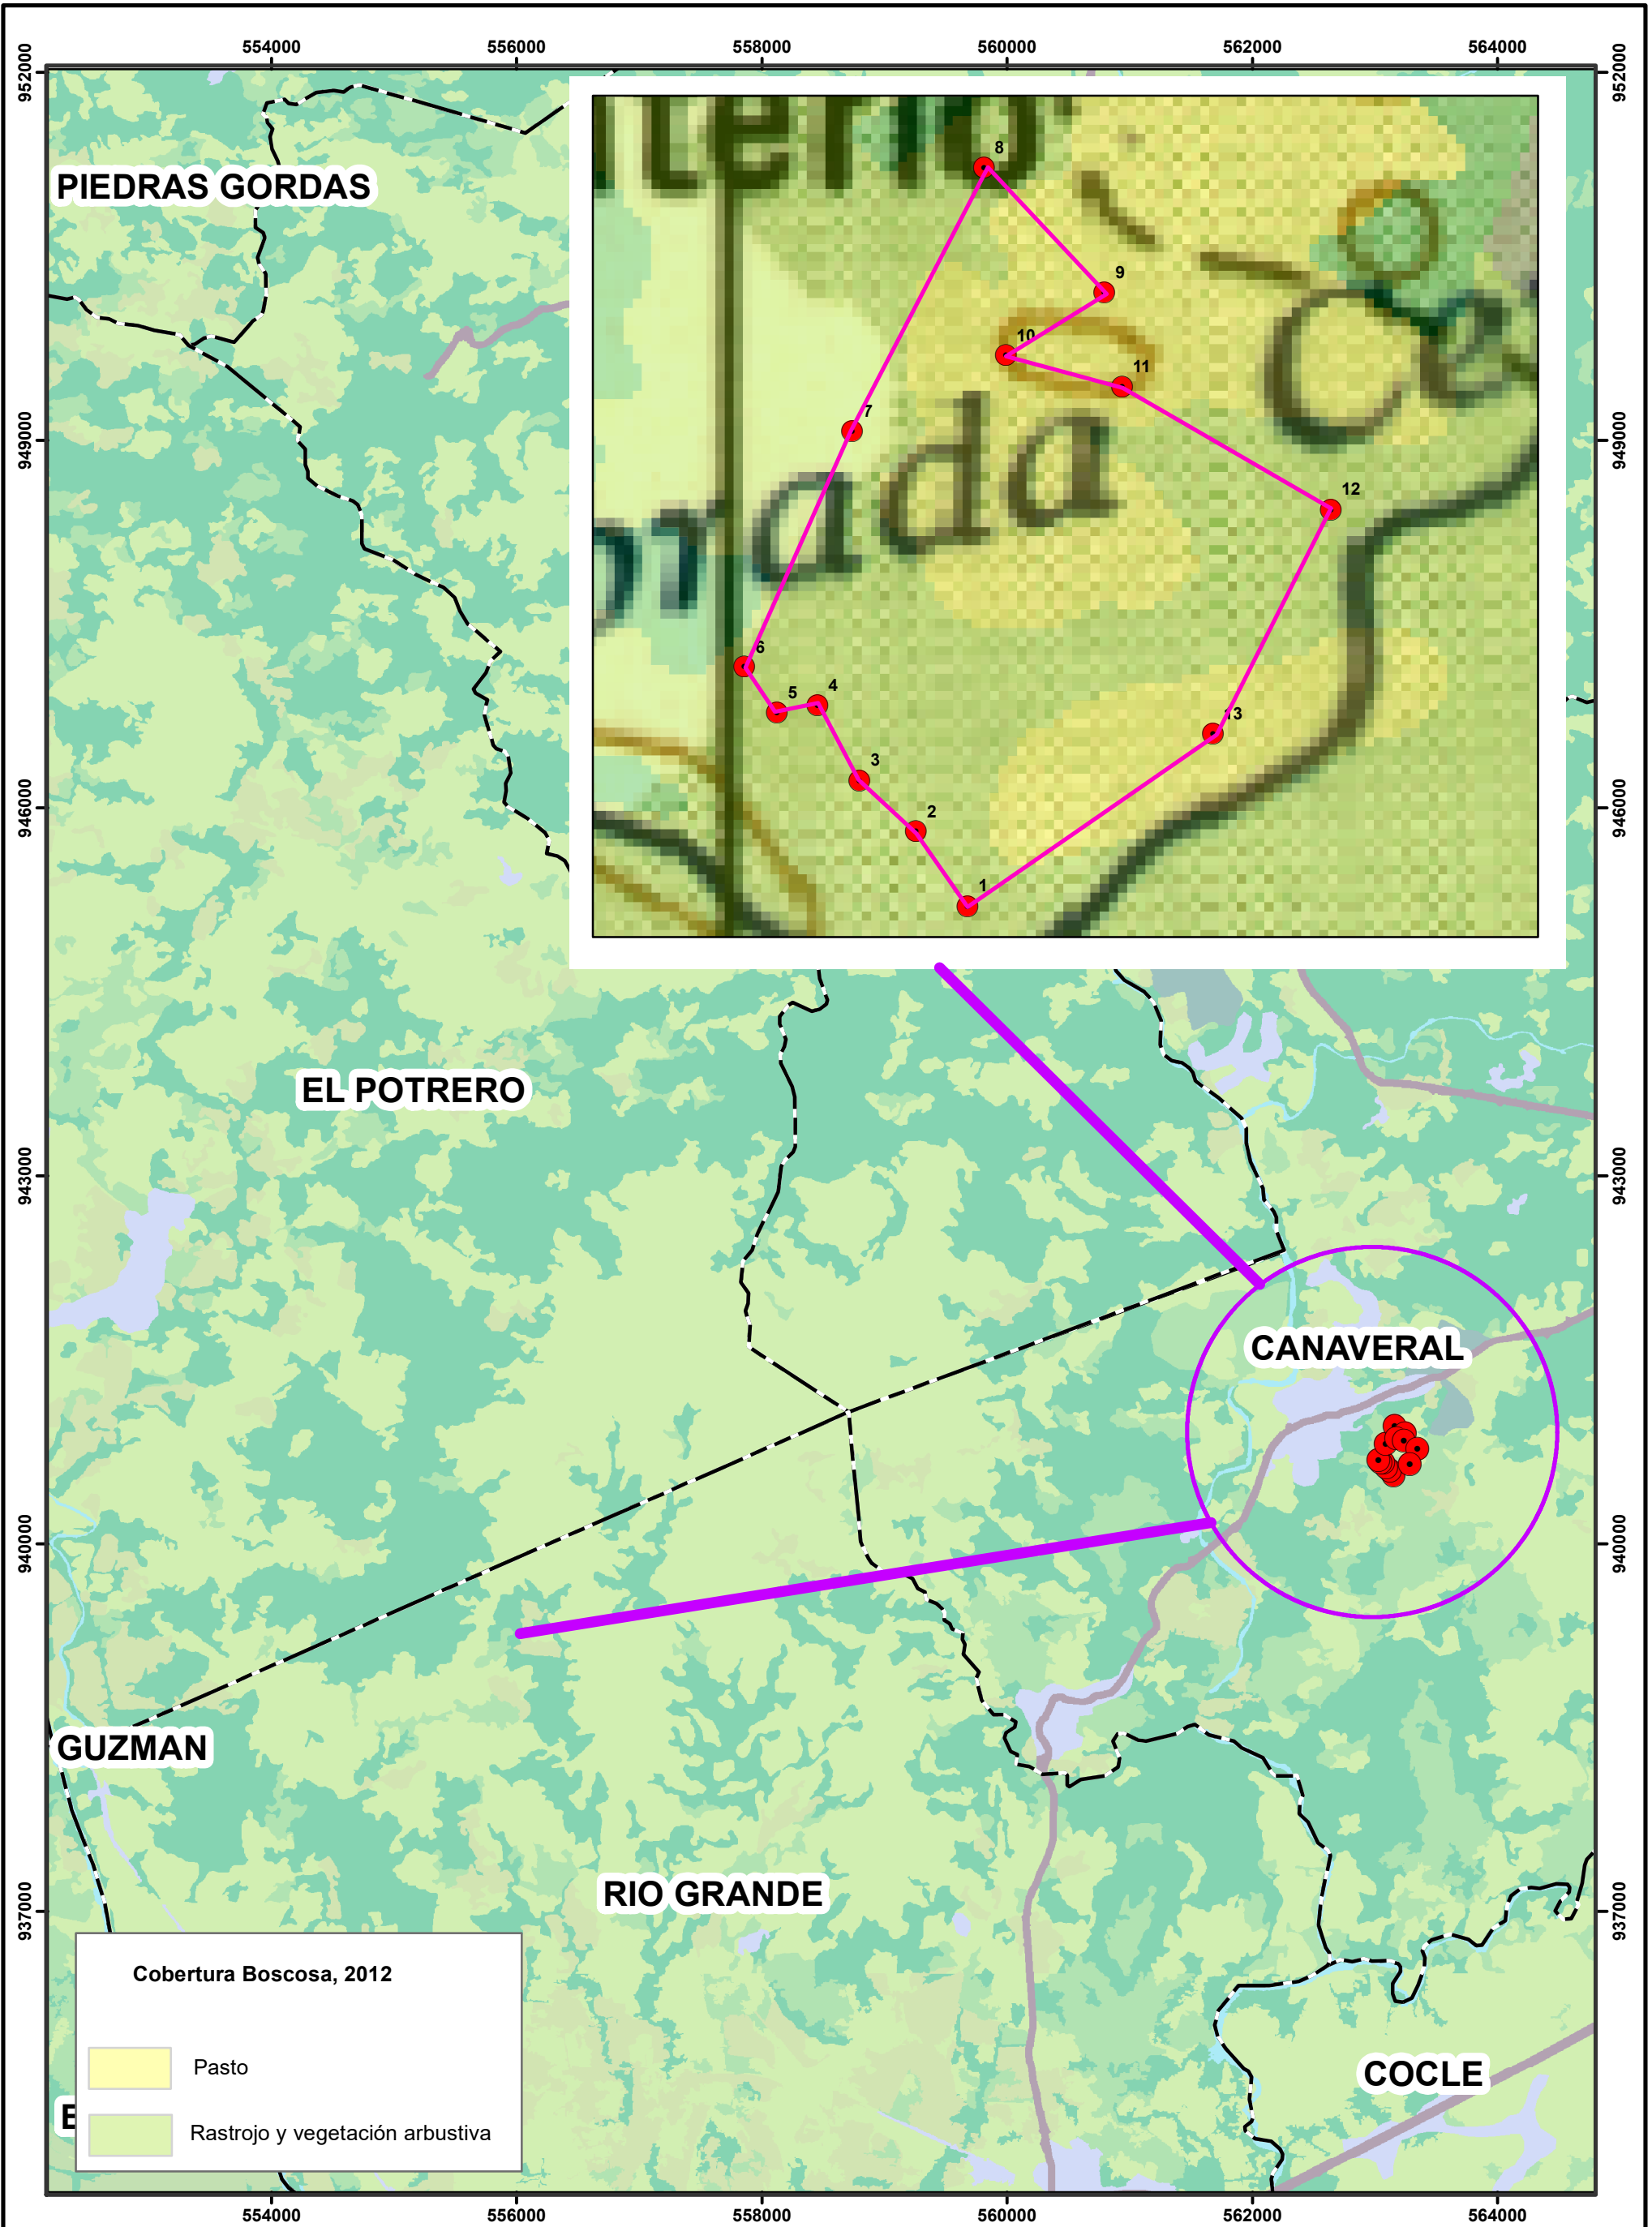 554000 556000 558000 560000 562000 564000
952000 952000
PIEDRAS GORDAS
8
9
10
11
7
12
6
5 4
13
3
2
1
ada
949000 949000
946000 946000
EL POTRERO
943000 943000
CANAVERAL
940000 940000
GUZMAN
RIO GRANDE
937000 937000
Cobertura Boscosa, 2012
Pasto
COCLE
Rastrojo y vegetación arbustiva
554000 556000 558000 560000 562000 564000